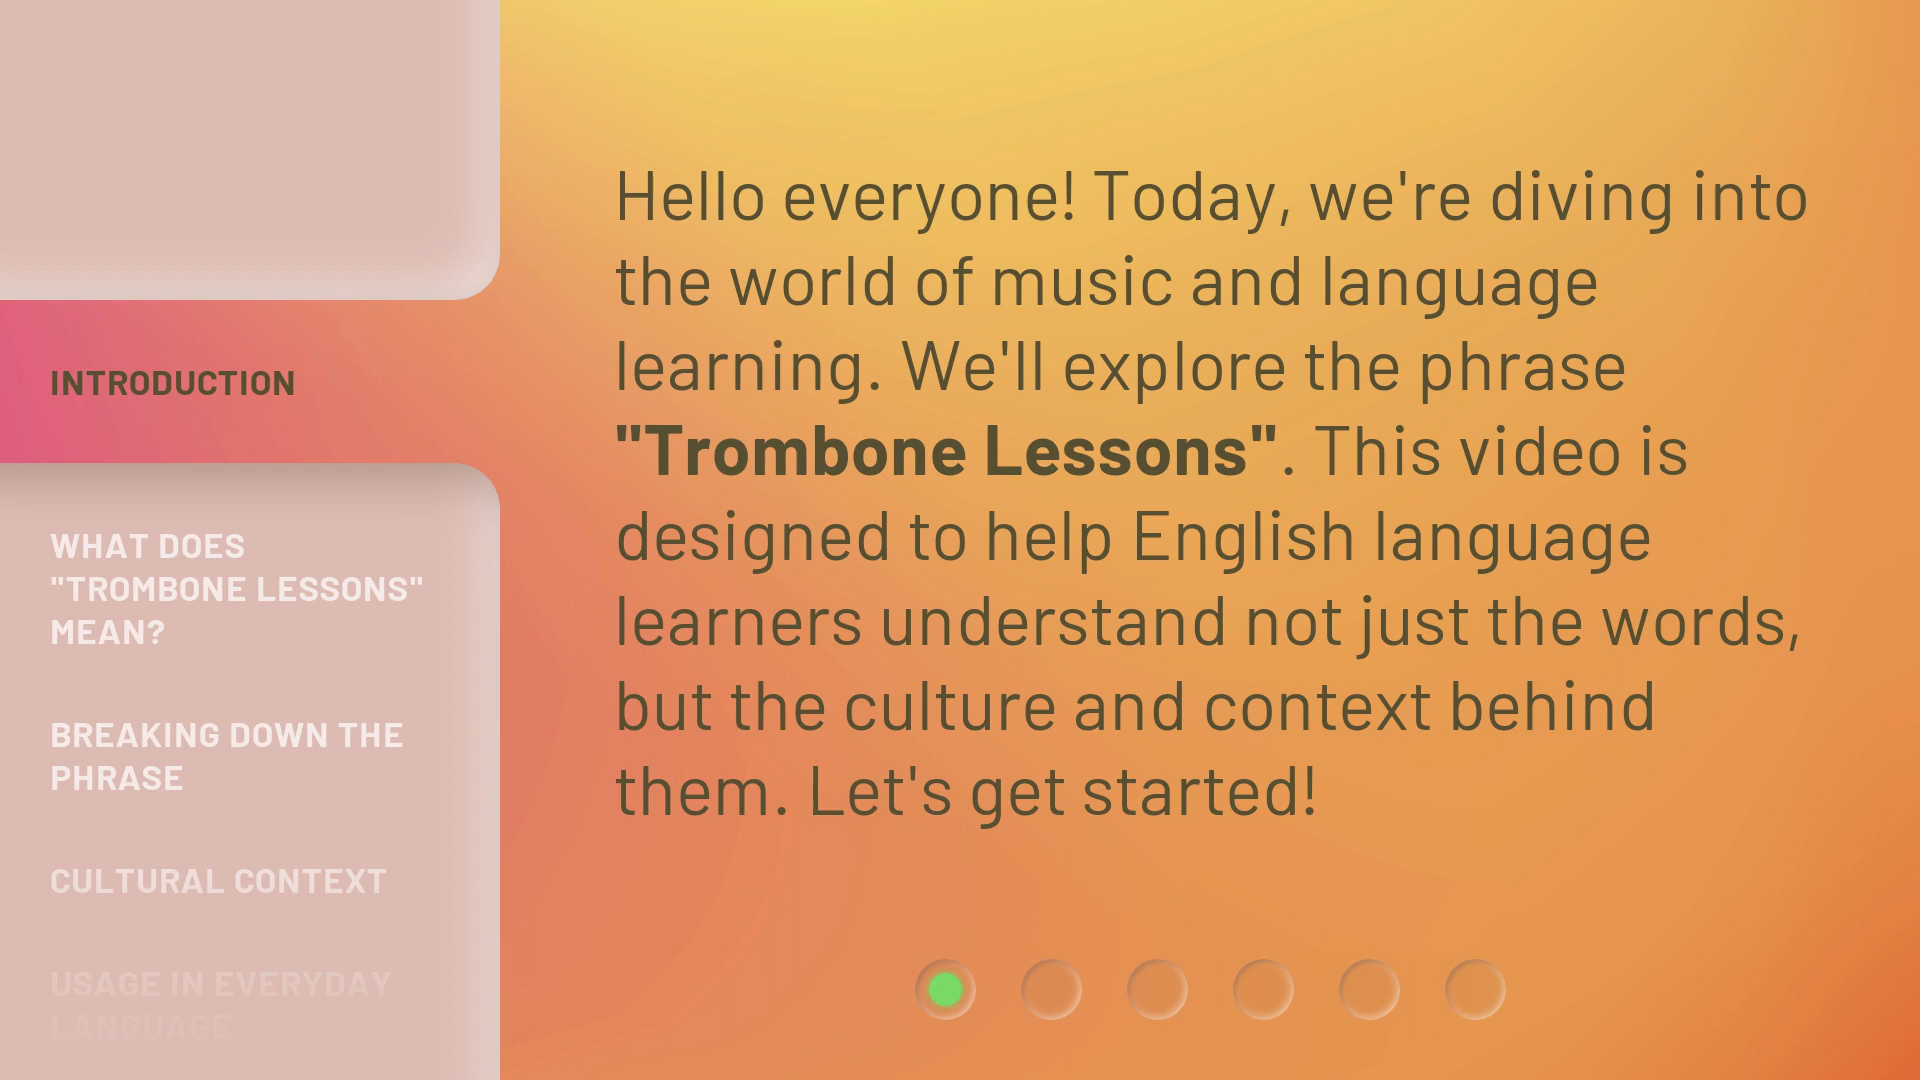 INTRODUCTION
WHAT DOES
"TROMBONE LESSONS"
MEAN?
BREAKING DOWN THE
PHRASE
CULTURAL CONTEXT
USAGE IN EVERYDAY
LANGUAGE
Hello everyone! Today, we're diving into
the world of music and language
learning. We'll explore the phrase
"Trombone Lessons". This video is
designed to help English language
learners understand not just the words,
but the culture and context behind
them. Let's get started!